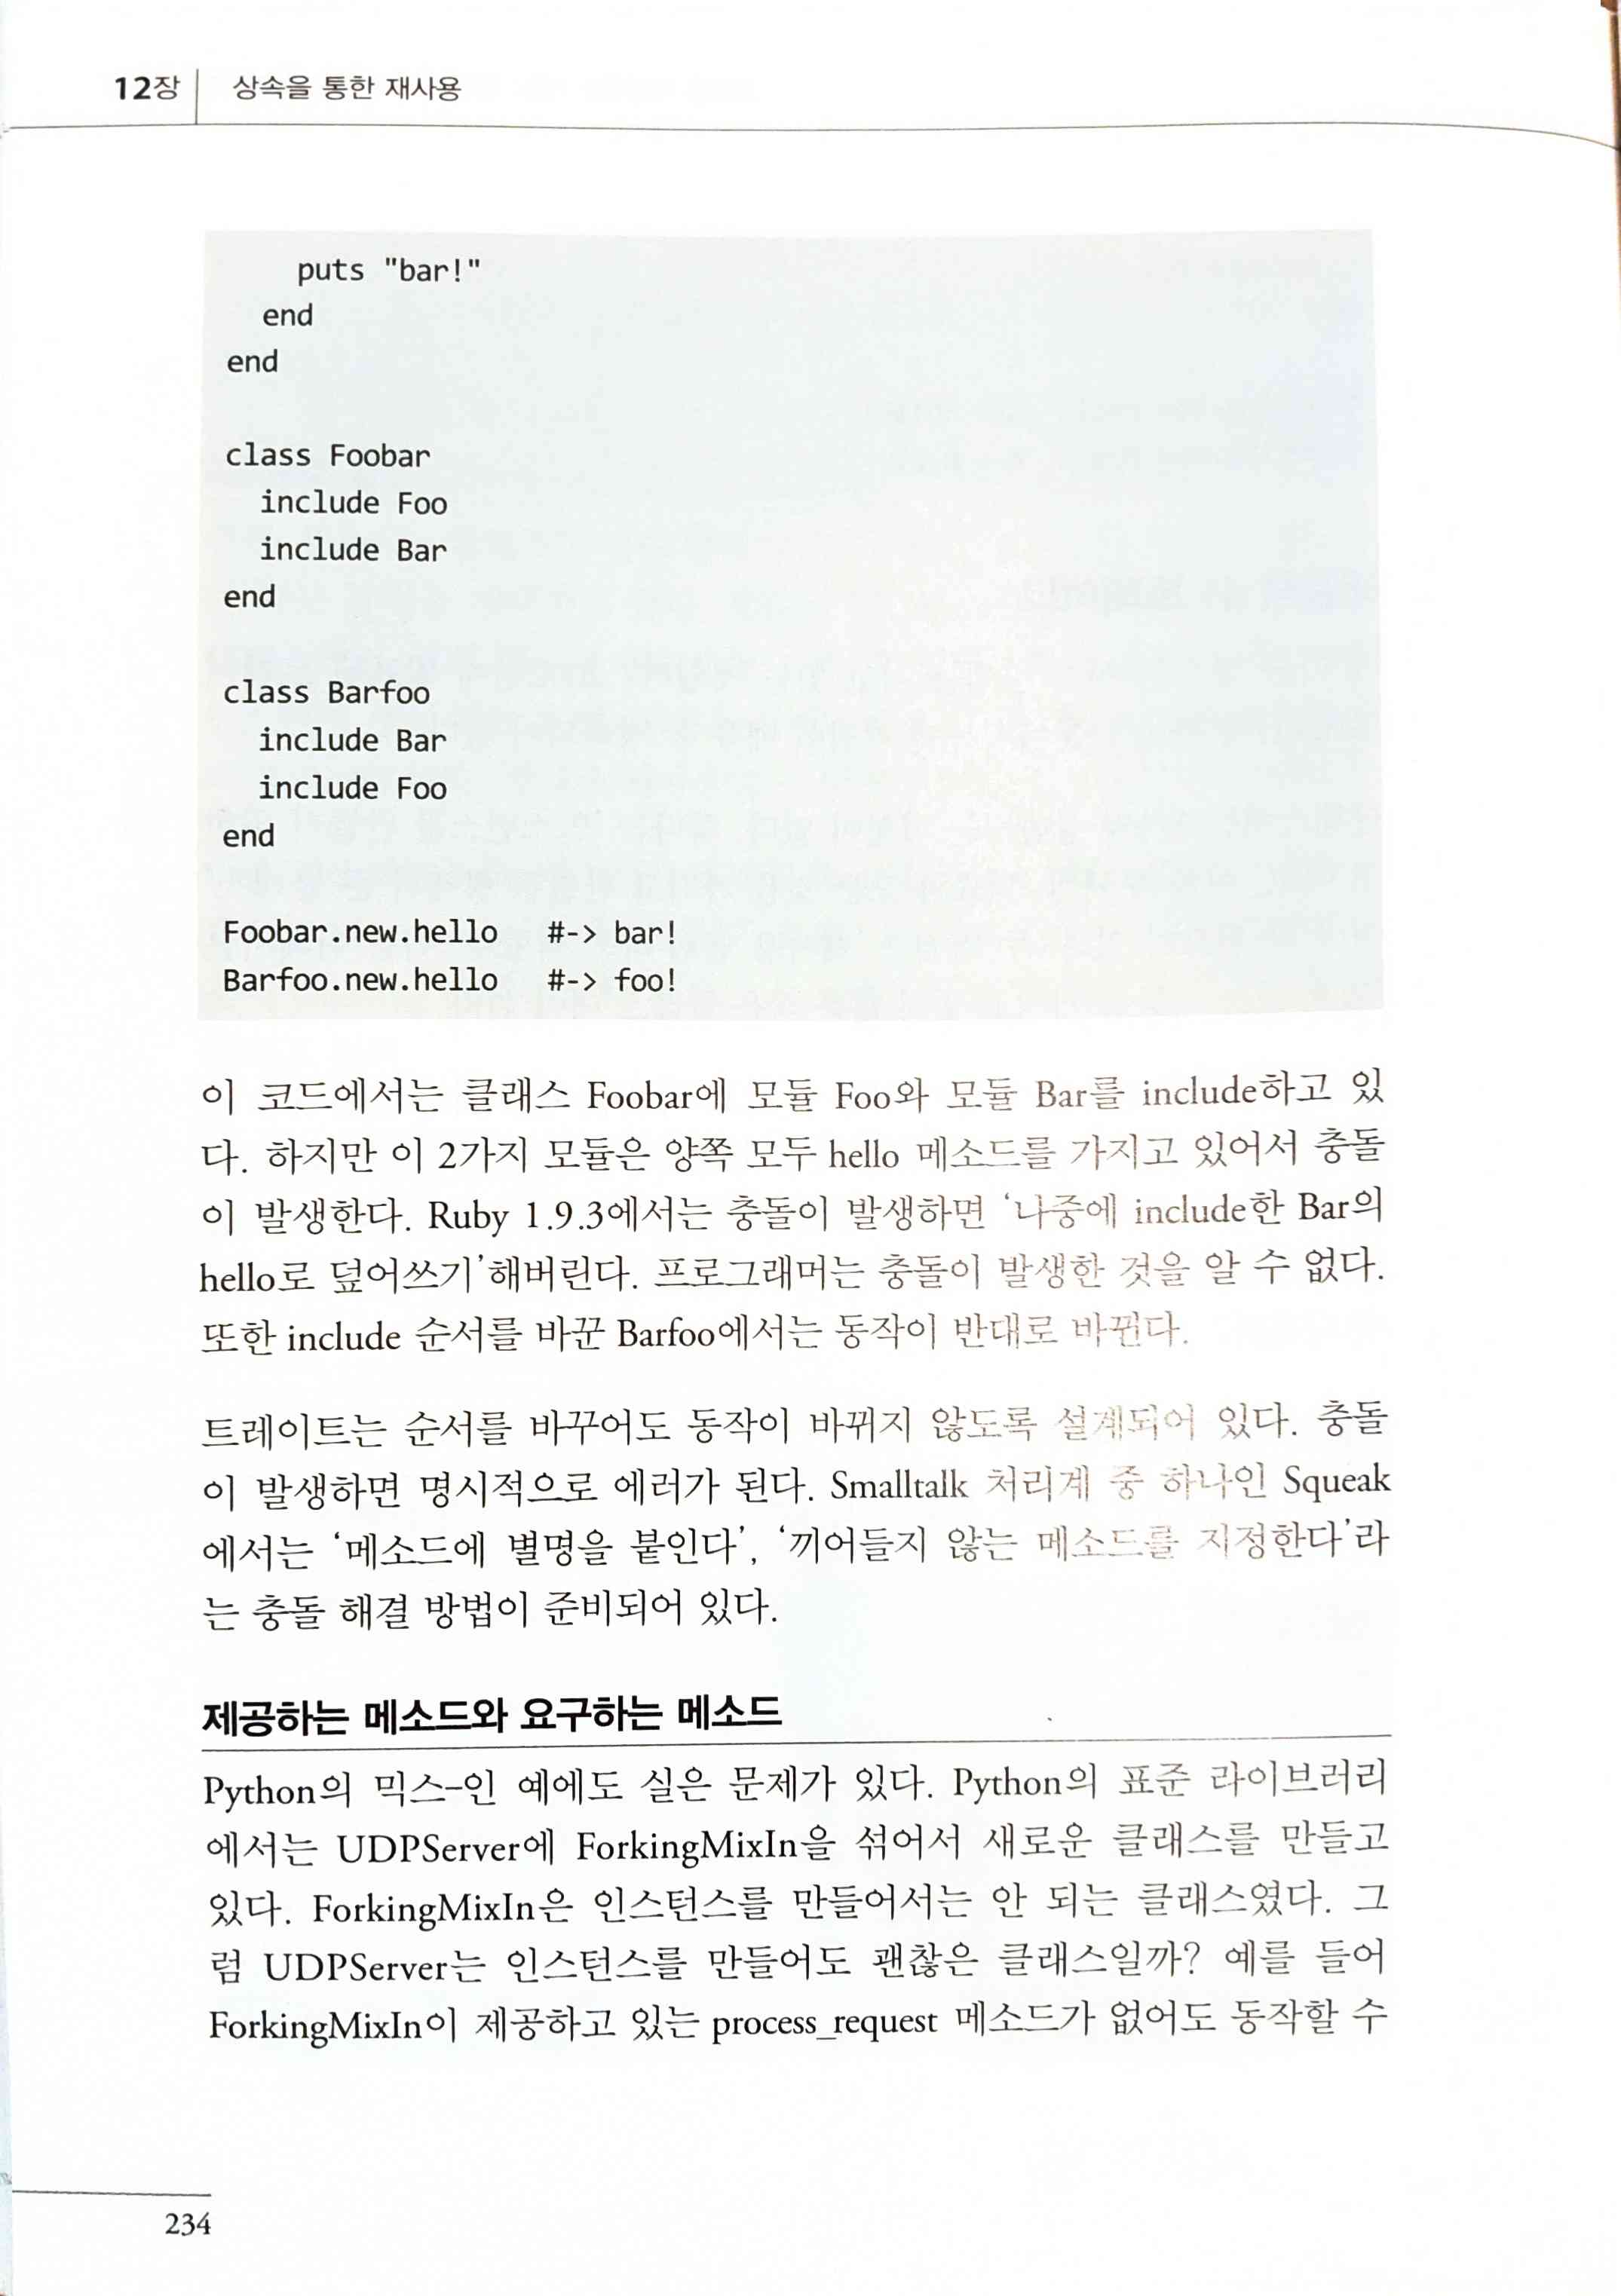 12장 상속을 통한 재사용
puts "bar!"
end
end
class Foobar
include Foo
include Bar
end
class Barfoo
include Bar
include Foo
end
Foobar.new.hello #-> bar!
Barfoo.new.hello #-> foo!
이 코드에서는 클래스 Foobar에 모듈 Foo와 모듈 Bar를 include하고 있
다. 하지만 이 2가지 모듈은 양쪽 모두 hello 메소드를 가지고 있어서 충돌
이 발생한다. Ruby 1.9.3에서는 충돌이 발생하면 ‘나중에 include한 Bar의
hello로 덮어쓰기’해버린다. 프로그래머는 충돌이 발생한 것을 알 수 없다.
또한 include 순서를 바꾼 Barfoo에서는 동작이 반대로 바뀐다.
트레이트는 순서를 바꾸어도 동작이 바뀌지 않도록 설계되어 있다. 충돌
이 발생하면 명시적으로 에러가 된다. Smalltalk 처리계 중 하나인 Squeak
에서는 ‘메소드에 별명을 붙인다’, ‘끼어들지 않는 메소드를 지정한다’라
는 충돌 해결 방법이 준비되어 있다.
제공하는 메소드와 요구하는 메소드
Python의 믹스-인 예에도 실은 문제가 있다. Python의 표준 라이브러리
에서는 UDPServer에 ForkingMixIn을 섞어서 새로운 클래스를 만들고
있다. ForkingMixIn은 인스턴스를 만들어서는 안 되는 클래스였다. 그
럼 UDPServer는 인스턴스를 만들어도 괜찮은 클래스일까? 예를 들어
ForkingMixIn이 제공하고 있는 process_request 메소드가 없어도 동작할 수
234